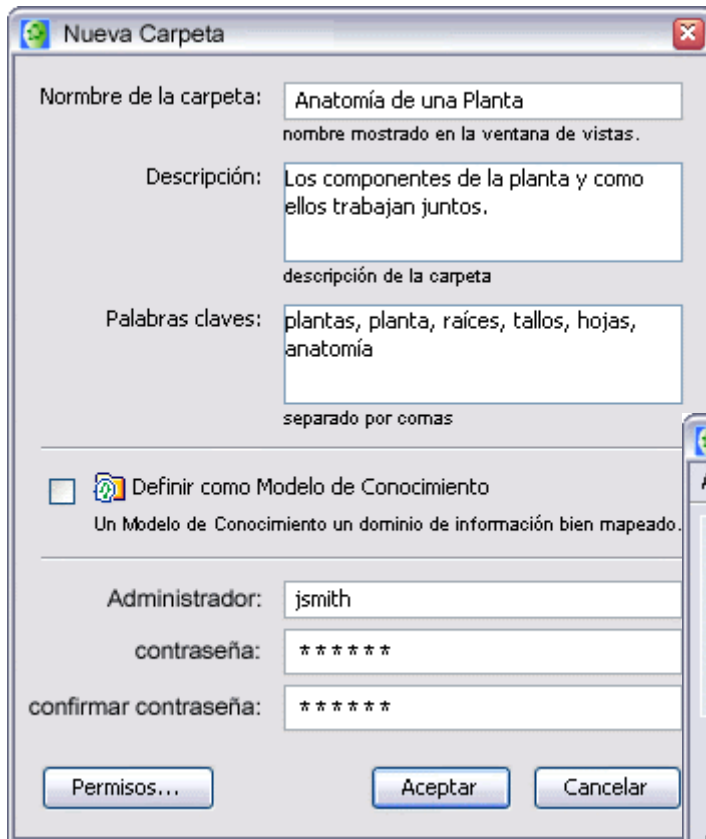 Nueva Carpeta
Normbre de la carpeta: Anatomía de una Planta
nombre mostrado en la ventana de vistas.
Descripción: Los componentes de la planta y como
ellos trabajan juntos.
descripción de la carpeta
Palabras claves: plantas, planta, raíces, tallos, hojas,
anatomía
separado por comas
Definir como Modelo de Conocimiento
Un Modelo de Conocimiento un dominio de información bien mapeado.
Administrador: jsmith
contraseña: ******
confirmar contraseña: ******
Permisos... Aceptar Cancelar